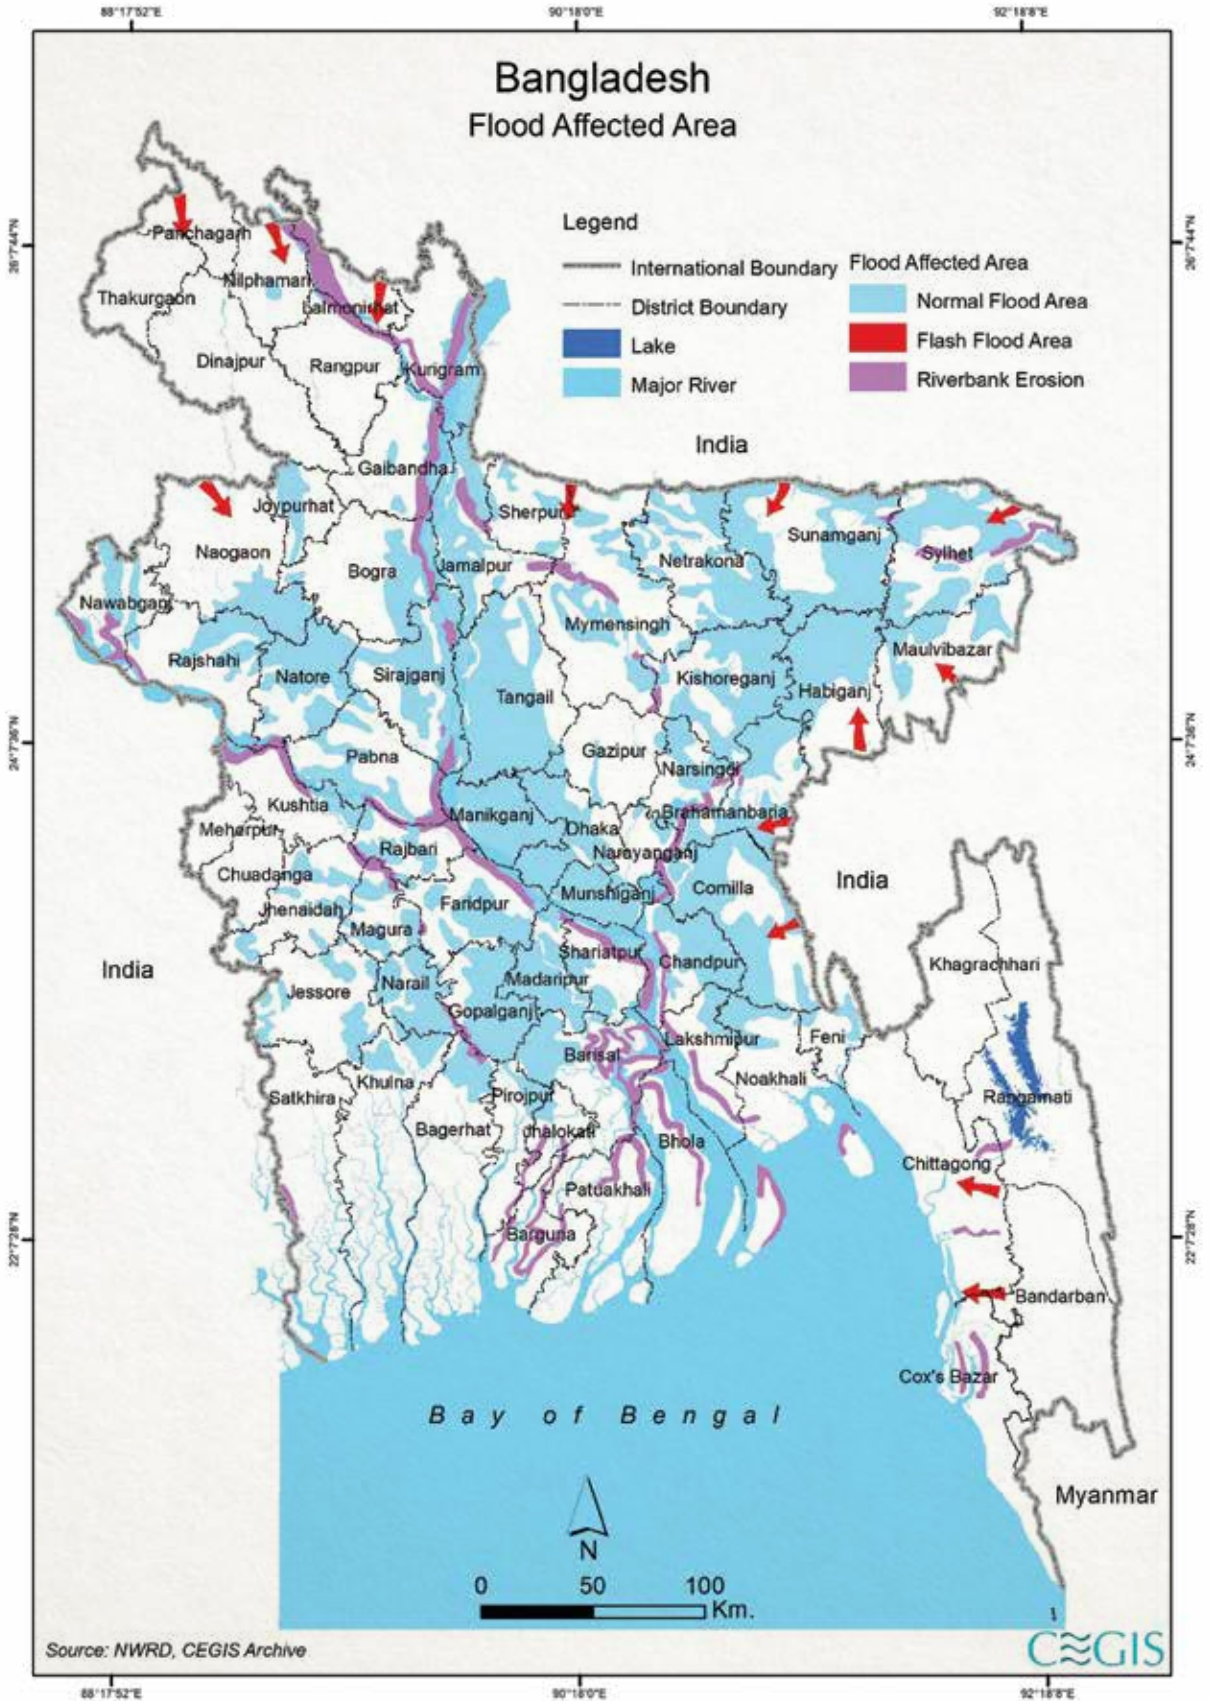 88°17'52"E 90°18'0"E 92°18'8"E
Bangladesh
Flood Affected Area
Legend
International Boundary
District Boundary
Lake
Major River
Flood Affected Area
Normal Flood Area
Flash Flood Area
Riverbank Erosion
26°7'44"N 26°7'44"N
Panchagarh
Nilphamari
Thakurgaon
Lalmonirhat
Dinajpur
Rangpur
Kurigram
India
Gaibandha
Joypurhat
Sherpur
Sunamganj
Naogaon
Sylhet
Netrakona
Jamalpur
Bogra
Nawabganj
Mymensingh
Maulvibazar
Rajshahi
Natore
Sirajganj
Kishoreganj
Habiganj
Tangail
24°7'36"N 24°7'36"N
Pabna
Gazipur
Narsingdi
Kushtia
Manikganj
Brahamanbaria
Meherpur
Dhaka
Rajbari
Narayanganj
Chuadanga
Munshiganj
Comilla
India
Jhenaidah
Faridpur
Magura
Shariatpur
Chandpur
Khagrachhari
India
Jessore
Narail
Madaripur
Gopalganj
Lakshmipur
Feni
Barisal
Noakhali
Khulna
Satkhira
Pirojpur
Rangamati
Bagerhat
Jhalokati
Bhola
Chittagong
Patuakhali
Barguna
22°7'28"N 22°7'28"N
Bandarban
Cox's Bazar
Bay of Bengal
Myanmar
N
0 50 100
Km.
Source: NWRD, CEGIS Archive
CEGIS
88°17'52"E 90°18'0"E 92°18'8"E